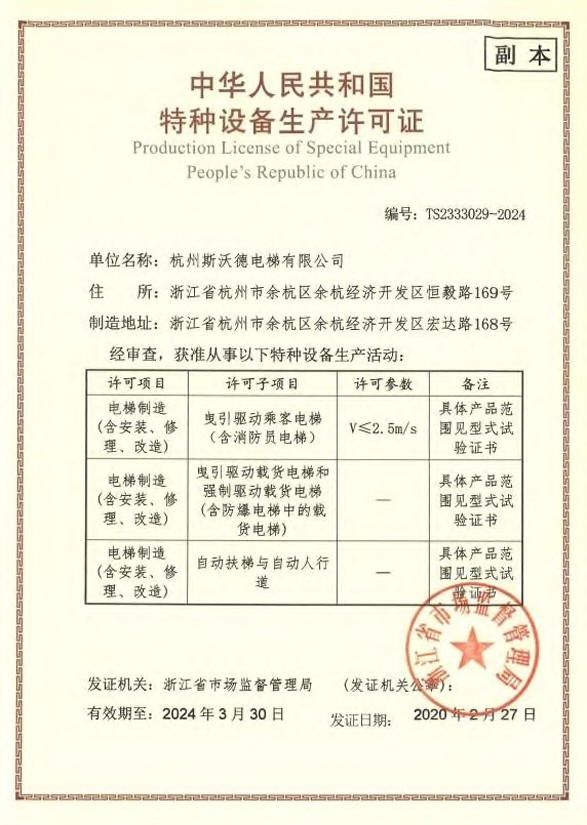 副 本
中华人民共和国
特种设备生产许可证
Production License of Special Equipment
People's Republic of China
编号：TS2333029-2024
单位名称：杭州斯沃德电梯有限公司
住 所：浙江省杭州市余杭区余杭经济开发区恒毅路169号
制造地址：浙江省杭州市余杭区余杭经济开发区宏达路168号
经审查，获准从事以下特种设备生产活动：
许可项目 许可子项目 许可参数 备注
电梯制造
（含安装、修
理、改造）
曳引驱动乘客电梯
（含消防员电梯）
V≤2.5m/s
具体产品范
围见型式试
验证书
电梯制造
（含安装、修
理、改造）
曳引驱动载货电梯和
强制驱动载货电梯
（含防爆电梯中的载
货电梯）
—
具体产品范
围见型式试
验证书
电梯制造
（含安装、修
理、改造）
自动扶梯与自动人行
道
—
具体产品范
围见型式试
验证书
浙江省市场监督管理局
发证机关：浙江省市场监督管理局 （发证机关公章）：
有效期至：2024 年 3 月 30 日 发证日期： 2020 年 2 月 27 日